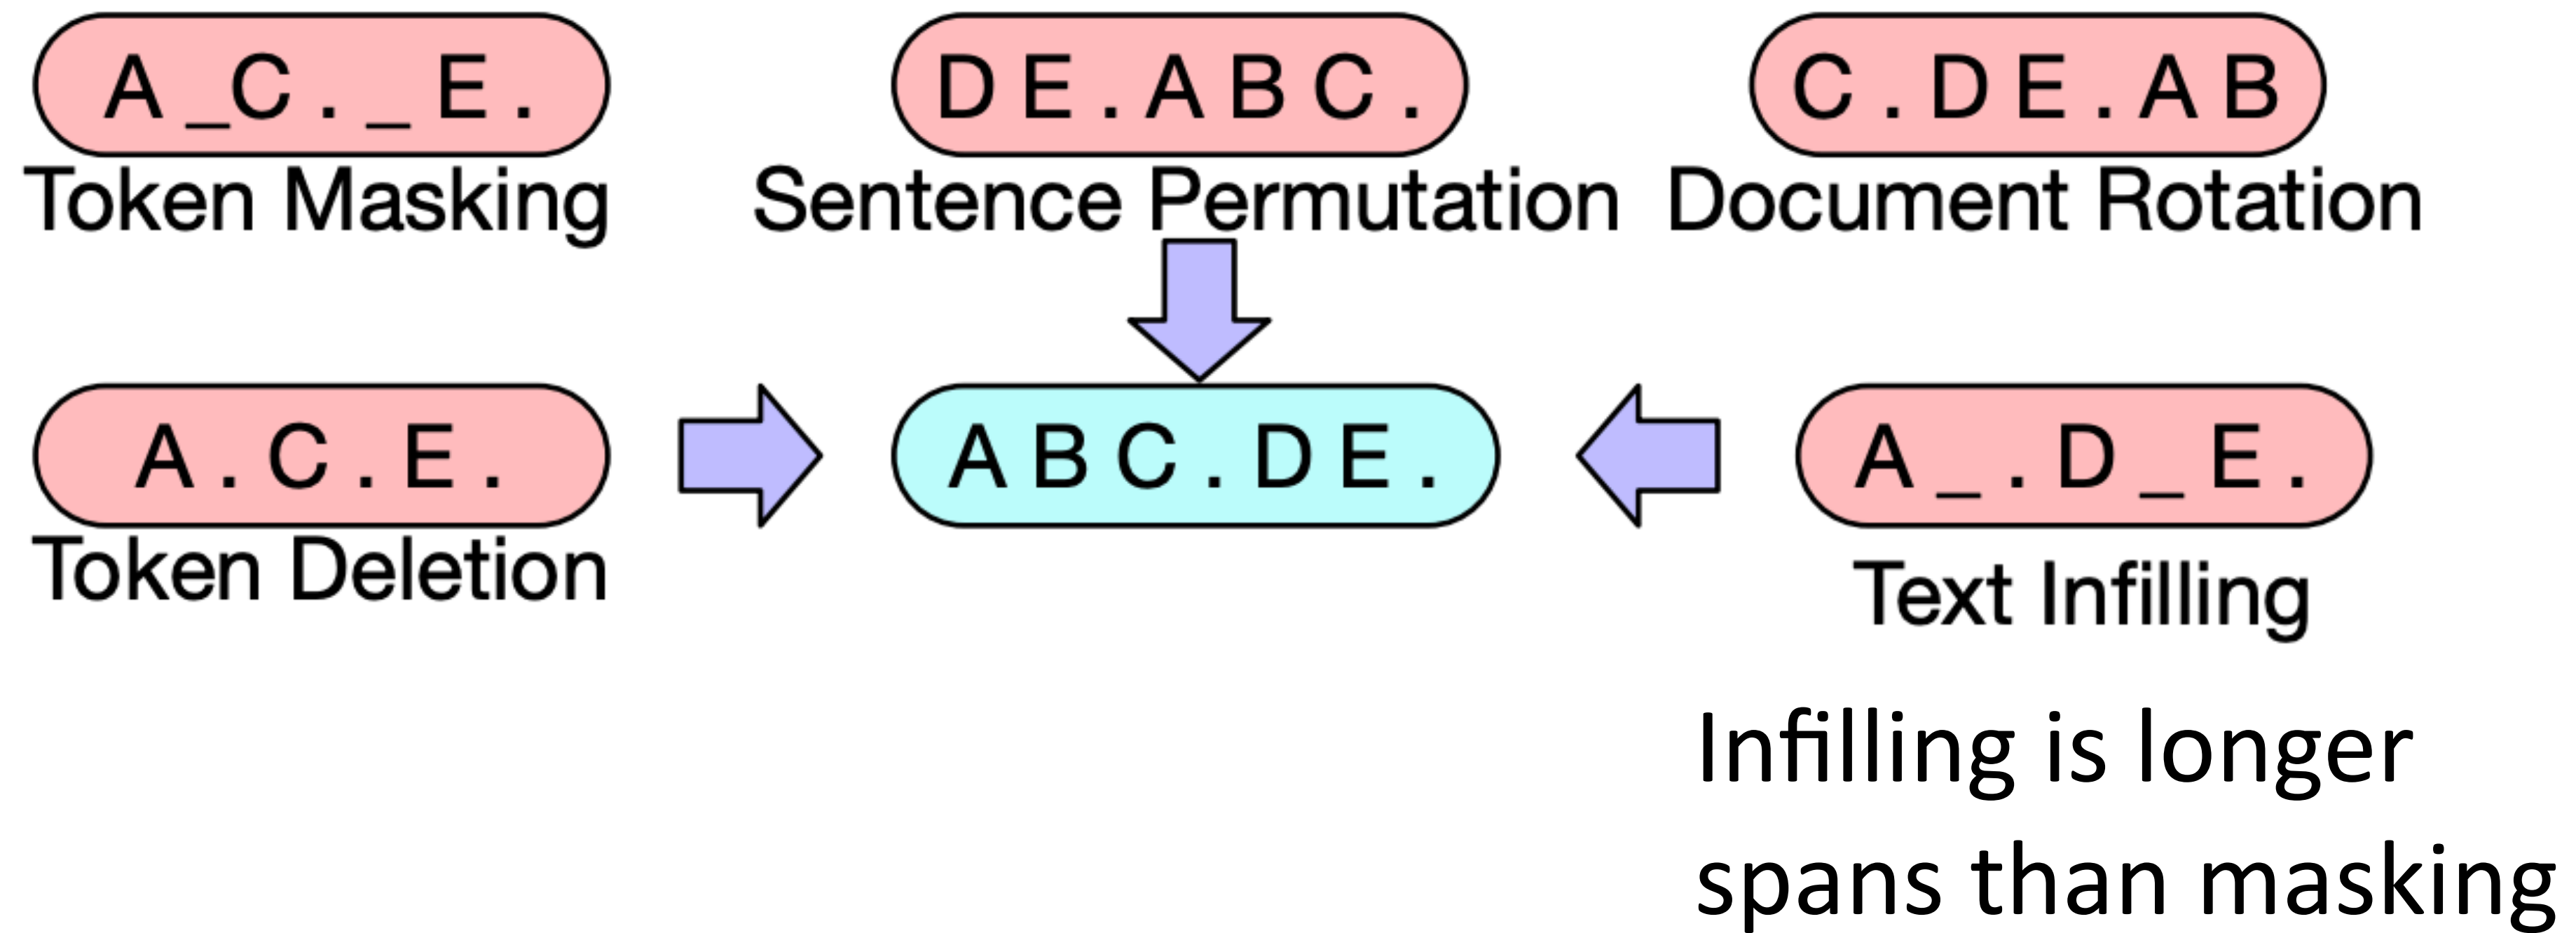 A _C . _ E .
Token Masking
D E . A B C .
Sentence Permutation
C . D E . A B
Document Rotation
A . C . E .
Token Deletion
A B C . D E .
A _ . D _ E .
Text Infilling
Infilling is longer
spans than masking